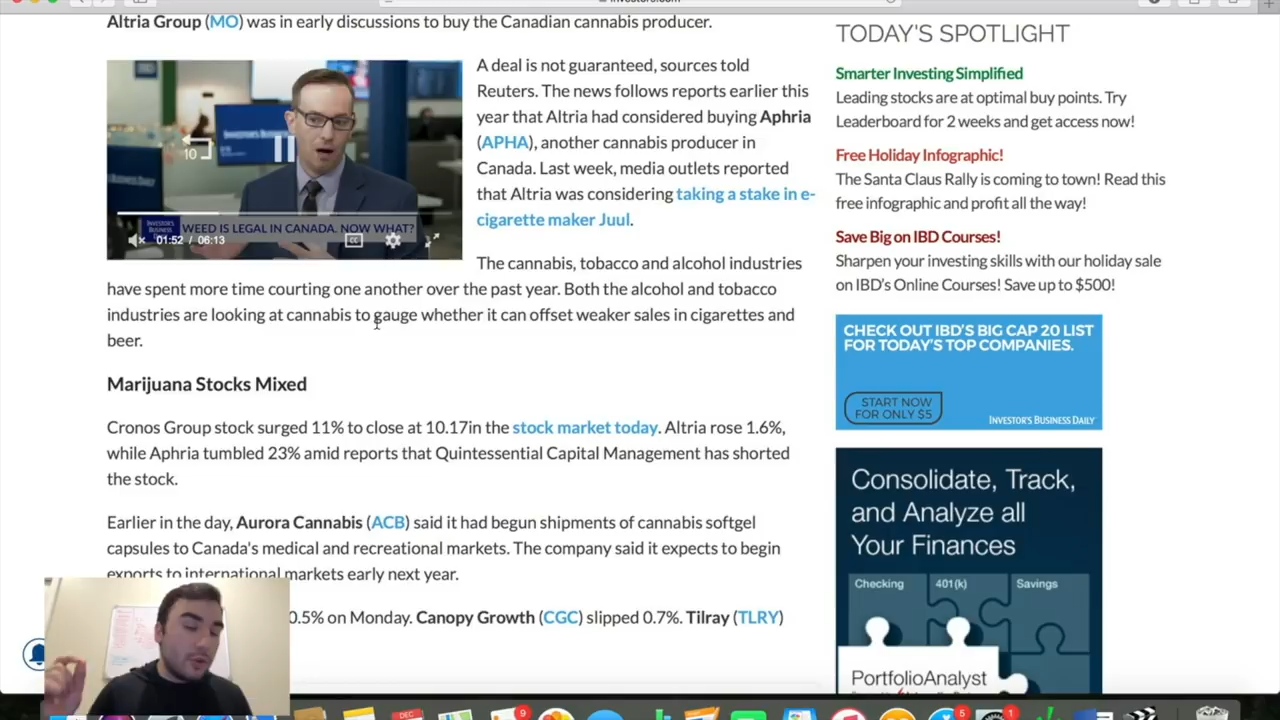 investors.com
Altria Group (MO) was in early discussions to buy the Canadian cannabis producer.
A deal is not guaranteed, sources told
Reuters. The news follows reports earlier this
year that Altria had considered buying Aphria
(APHA), another cannabis producer in
Canada. Last week, media outlets reported
that Altria was considering taking a stake in e-
cigarette maker Juul.
10
WEED IS LEGAL IN CANADA. NOW WHAT?
01:52 / 06:13
CC
The cannabis, tobacco and alcohol industries
have spent more time courting one another over the past year. Both the alcohol and tobacco
industries are looking at cannabis to gauge whether it can offset weaker sales in cigarettes and
beer.
Marijuana Stocks Mixed
Cronos Group stock surged 11% to close at 10.17in the stock market today. Altria rose 1.6%,
while Aphria tumbled 23% amid reports that Quintessential Capital Management has shorted
the stock.
Earlier in the day, Aurora Cannabis (ACB) said it had begun shipments of cannabis softgel
capsules to Canada's medical and recreational markets. The company said it expects to begin
exports to international markets early next year.
0.5% on Monday. Canopy Growth (CGC) slipped 0.7%. Tilray (TLRY)
TODAY'S SPOTLIGHT
Smarter Investing Simplified
Leading stocks are at optimal buy points. Try
Leaderboard for 2 weeks and get access now!
Free Holiday Infographic!
The Santa Claus Rally is coming to town! Read this
free infographic and profit all the way!
Save Big on IBD Courses!
Sharpen your investing skills with our holiday sale
on IBD's Online Courses! Save up to $500!
CHECK OUT IBD'S BIG CAP 20 LIST
FOR TODAY'S TOP COMPANIES.
START NOW
FOR ONLY $5
INVESTOR'S BUSINESS DAILY
Consolidate, Track,
and Analyze all
Your Finances
Checking
401(k)
Savings
PortfolioAnalyst
DEC
9
5
1